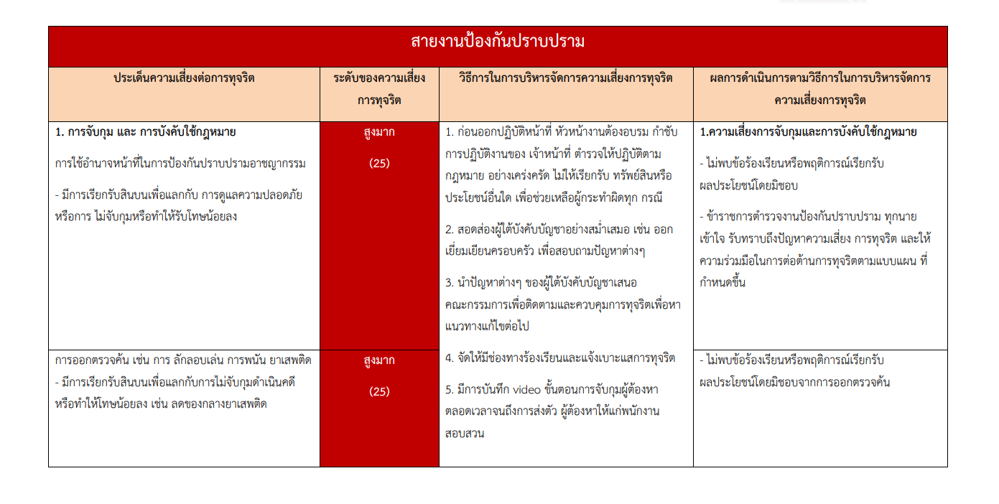 สายงานป้องกันปราบปราม
ประเด็นความเสี่ยงต่อการทุจริต
ระดับของความเสี่ยง
การทุจริต
วิธีการในการบริหารจัดการความเสี่ยงการทุจริต
ผลการดำเนินการตามวิธีการในการบริหารจัดการ
ความเสี่ยงการทุจริต
1. การจับกุม และ การบังคับใช้กฎหมาย
การใช้อำนาจหน้าที่ในการป้องกันปราบปรามอาชญากรรม
- มีการเรียกรับสินบนเพื่อแลกกับ การดูแลความปลอดภัย
หรือการ ไม่จับกุมหรือทำให้รับโทษน้อยลง
สูงมาก
(25)
1. ก่อนออกปฏิบัติหน้าที่ หัวหน้างานต้องอบรม กำชับ
การปฏิบัติงานของ เจ้าหน้าที่ ตำรวจให้ปฏิบัติตาม
กฎหมาย อย่างเคร่งครัด ไม่ให้เรียกรับ ทรัพย์สินหรือ
ประโยชน์อื่นใด เพื่อช่วยเหลือผู้กระทำผิดทุก กรณี
2. สอดส่องผู้ใต้บังคับบัญชาอย่างสม่ำเสมอ เช่น ออก
เยี่ยมเยียนครอบครัว เพื่อสอบถามปัญหาต่างๆ
3. นำปัญหาต่างๆ ของผู้ใต้บังคับบัญชาเสนอ
คณะกรรมการเพื่อติดตามและควบคุมการทุจริตเพื่อหา
แนวทางแก้ไขต่อไป
4. จัดให้มีช่องทางร้องเรียนและแจ้งเบาะแสการทุจริต
5. มีการบันทึก video ขั้นตอนการจับกุมผู้ต้องหา
ตลอดเวลาจนถึงการส่งตัว ผู้ต้องหาให้แก่พนักงาน
สอบสวน
1.ความเสี่ยงการจับกุมและการบังคับใช้กฎหมาย
- ไม่พบข้อร้องเรียนหรือพฤติการณ์เรียกรับ
ผลประโยชน์โดยมิชอบ
- ข้าราชการตำรวจงานป้องกันปราบปราม ทุกนาย
เข้าใจ รับทราบถึงปัญหาความเสี่ยง การทุจริต และให้
ความร่วมมือในการต่อต้านการทุจริตตามแบบแผน ที่
กำหนดขึ้น
การออกตรวจค้น เช่น การ ลักลอบเล่น การพนัน ยาเสพติด
- มีการเรียกรับสินบนเพื่อแลกกับการไม่จับกุมดำเนินคดี
หรือทำให้โทษน้อยลง เช่น ลดของกลางยาเสพติด
สูงมาก
(25)
- ไม่พบข้อร้องเรียนหรือพฤติการณ์เรียกรับ
ผลประโยชน์โดยมิชอบจากการออกตรวจค้น